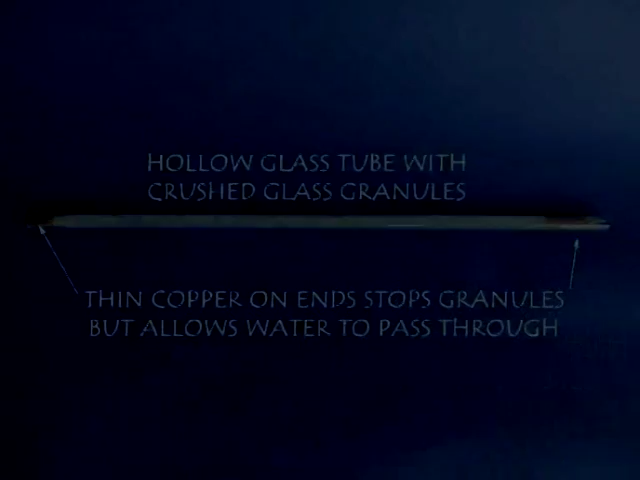 HOLLOW GLASS TUBE WITH
CRUSHED GLASS GRANULES
THIN COPPER ON ENDS STOPS GRANULES
BUT ALLOWS WATER TO PASS THROUGH